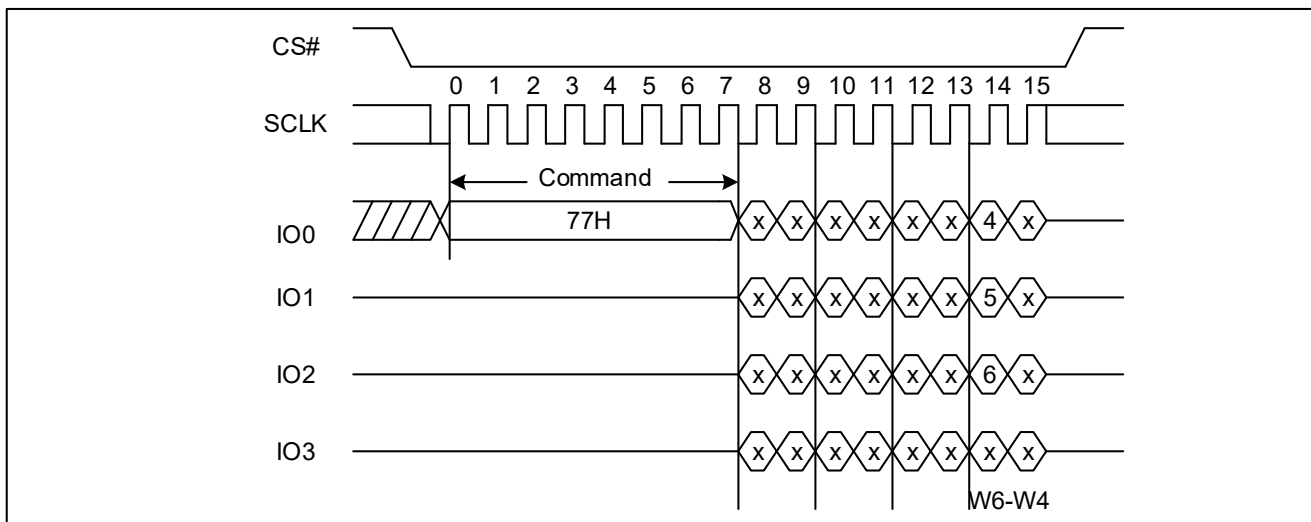 CS#
0 1 2 3 4 5 6 7 8 9 10 11 12 13 14 15
SCLK
Command
IO0 77H x x x x x x 4 x
IO1 x x x x x x 5 x
IO2 x x x x x x 6 x
IO3 x x x x x x x x
W6-W4